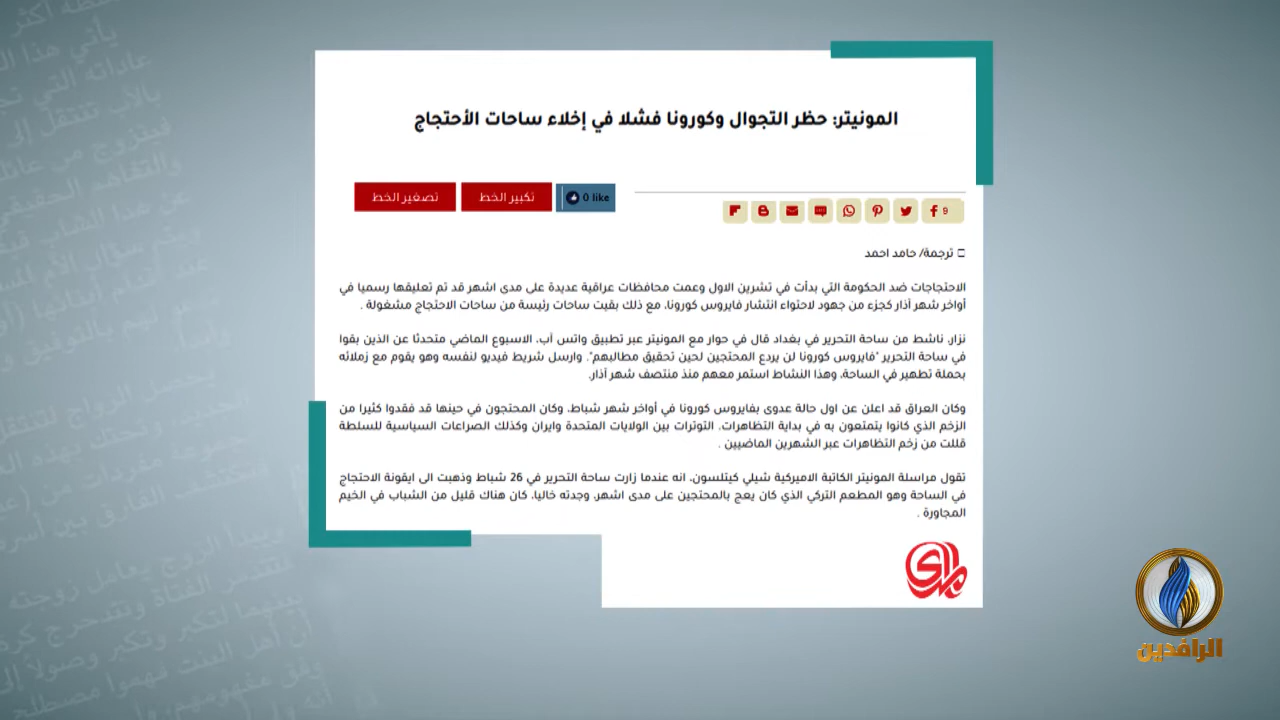 المونيتر: حظر التجوال وكورونا فشلا في إخلاء ساحات الأحتجاج
تصغير الخط
تكبير الخط
0 like
9
□ ترجمة/ حامد احمد
الاحتجاجات ضد الحكومة التي بدأت في تشرين الاول وعمت محافظات عراقية عديدة على مدى اشهر قد تم تعليقها رسميا في
أواخر شهر آذار كجزء من جهود لاحتواء انتشار فايروس كورونا، مع ذلك بقيت ساحات رئيسة من ساحات الاحتجاج مشغولة .
نزار، ناشط من ساحة التحرير في بغداد قال في حوار مع المونيتر عبر تطبيق واتس آب، الاسبوع الماضي متحدثا عن الذين بقوا
في ساحة التحرير "فايروس كورونا لن يردع المحتجين لحين تحقيق مطالبهم". وارسل شريط فيديو لنفسه وهو يقوم مع زملائه
بحملة تطهير في الساحة، وهذا النشاط استمر معهم منذ منتصف شهر آذار.
وكان العراق قد اعلن عن اول حالة عدوى بفايروس كورونا في أواخر شهر شباط، وكان المحتجون في حينها قد فقدوا كثيرا من
الزخم الذي كانوا يتمتعون به في بداية التظاهرات. التوترات بين الولايات المتحدة وايران وكذلك الصراعات السياسية للسلطة
قللت من زخم التظاهرات عبر الشهرين الماضيين .
تقول مراسلة المونيتر الكاتبة الاميركية شيلي كيتلسون، انه عندما زارت ساحة التحرير في 26 شباط وذهبت الى ايقونة الاحتجاج
في الساحة وهو المطعم التركي الذي كان يعج بالمحتجين على مدى اشهر، وجدته خاليا، كان هناك قليل من الشباب في الخيم
المجاورة .
المدى
الرافدين